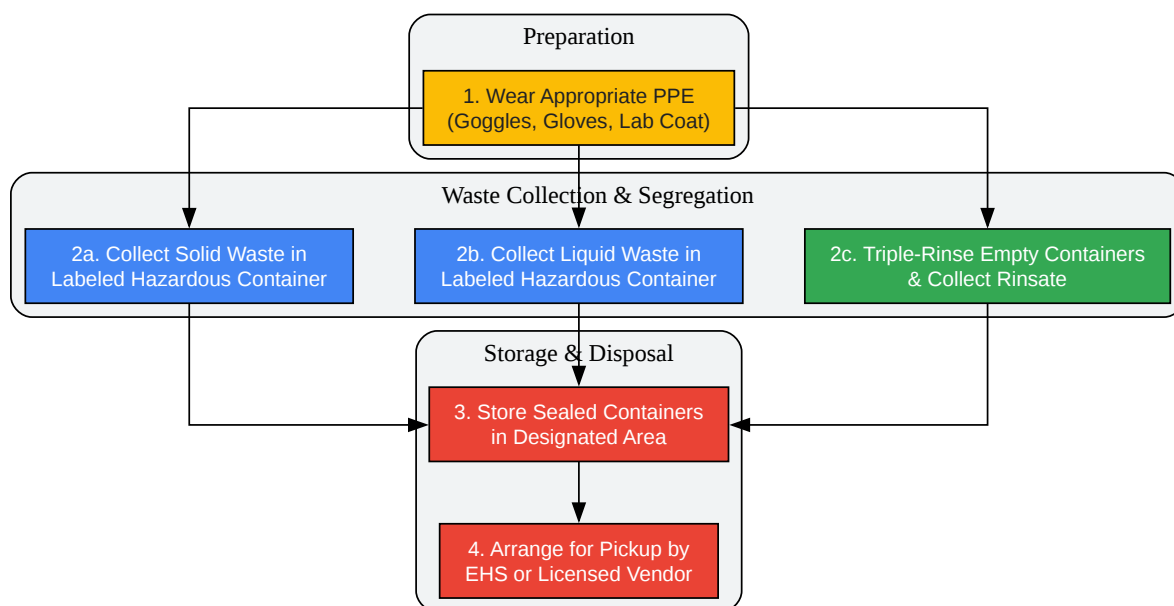 Preparation
1. Wear Appropriate PPE
(Goggles, Gloves, Lab Coat)
Waste Collection & Segregation
2a. Collect Solid Waste in
Labeled Hazardous Container
2b. Collect Liquid Waste in
Labeled Hazardous Container
2c. Triple-Rinse Empty Containers
& Collect Rinsate
Storage & Disposal
3. Store Sealed Containers
in Designated Area
4. Arrange for Pickup by
EHS or Licensed Vendor